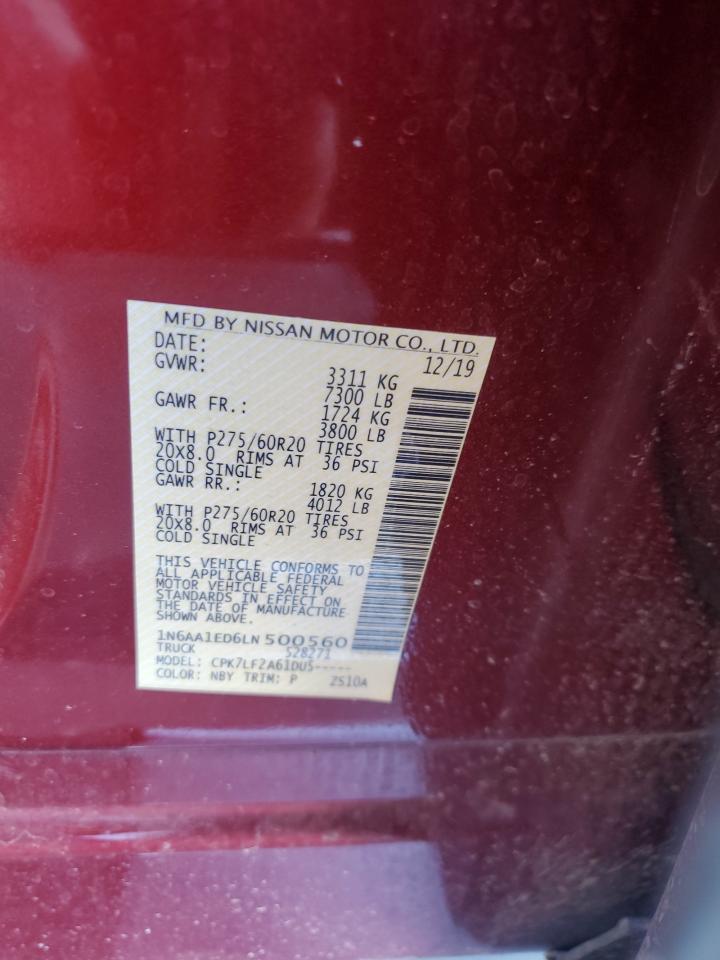 MFD BY NISSAN MOTOR CO., LTD.
DATE: 12/19
GVWR: 3311 KG
7300 LB
GAWR FR.: 1724 KG
3800 LB
WITH P275/60R20 TIRES
20X8.0 RIMS AT 36 PSI
COLD SINGLE
GAWR RR.: 1820 KG
4012 LB
WITH P275/60R20 TIRES
20X8.0 RIMS AT 36 PSI
COLD SINGLE
THIS VEHICLE CONFORMS TO
ALL APPLICABLE FEDERAL
MOTOR VEHICLE SAFETY
STANDARDS IN EFFECT ON
THE DATE OF MANUFACTURE
SHOWN ABOVE.
1N6AA1ED6LN500560
TRUCK 528271
MODEL: CPK7LF2A61DU5-----
COLOR: NBY TRIM: P 2S10A